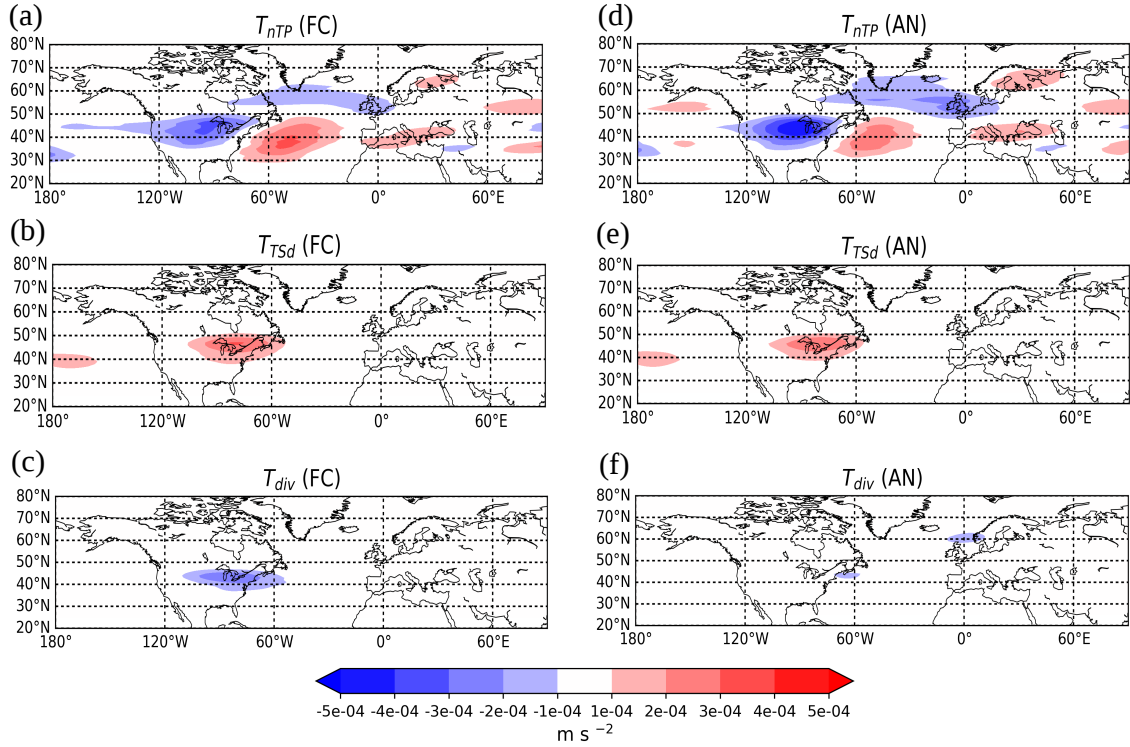 (a)
T_nTP (FC)
80°N
70°N
60°N
50°N
40°N
30°N
20°N
180° 120°W 60°W 0° 60°E
(d)
T_nTP (AN)
80°N
70°N
60°N
50°N
40°N
30°N
20°N
180° 120°W 60°W 0° 60°E
(b)
T_TSd (FC)
80°N
70°N
60°N
50°N
40°N
30°N
20°N
180° 120°W 60°W 0° 60°E
(e)
T_TSd (AN)
80°N
70°N
60°N
50°N
40°N
30°N
20°N
180° 120°W 60°W 0° 60°E
(c)
T_div (FC)
80°N
70°N
60°N
50°N
40°N
30°N
20°N
180° 120°W 60°W 0° 60°E
(f)
T_div (AN)
80°N
70°N
60°N
50°N
40°N
30°N
20°N
180° 120°W 60°W 0° 60°E
-5e-04 -4e-04 -3e-04 -2e-04 -1e-04 1e-04 2e-04 3e-04 4e-04 5e-04
m s ⁻²